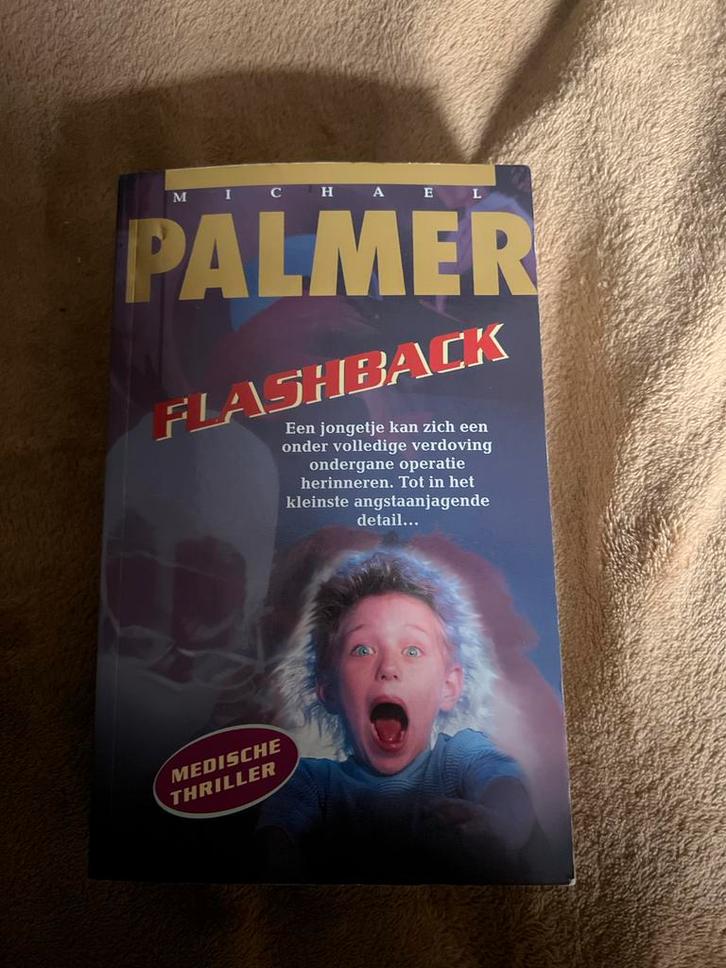 MICHAEL
PALMER
FLASHBACK
Een jongetje kan zich een
onder volledige verdoving
ondergane operatie
herinneren. Tot in het
kleinste angstaanjagende
detail...
MEDISCHE
THRILLER